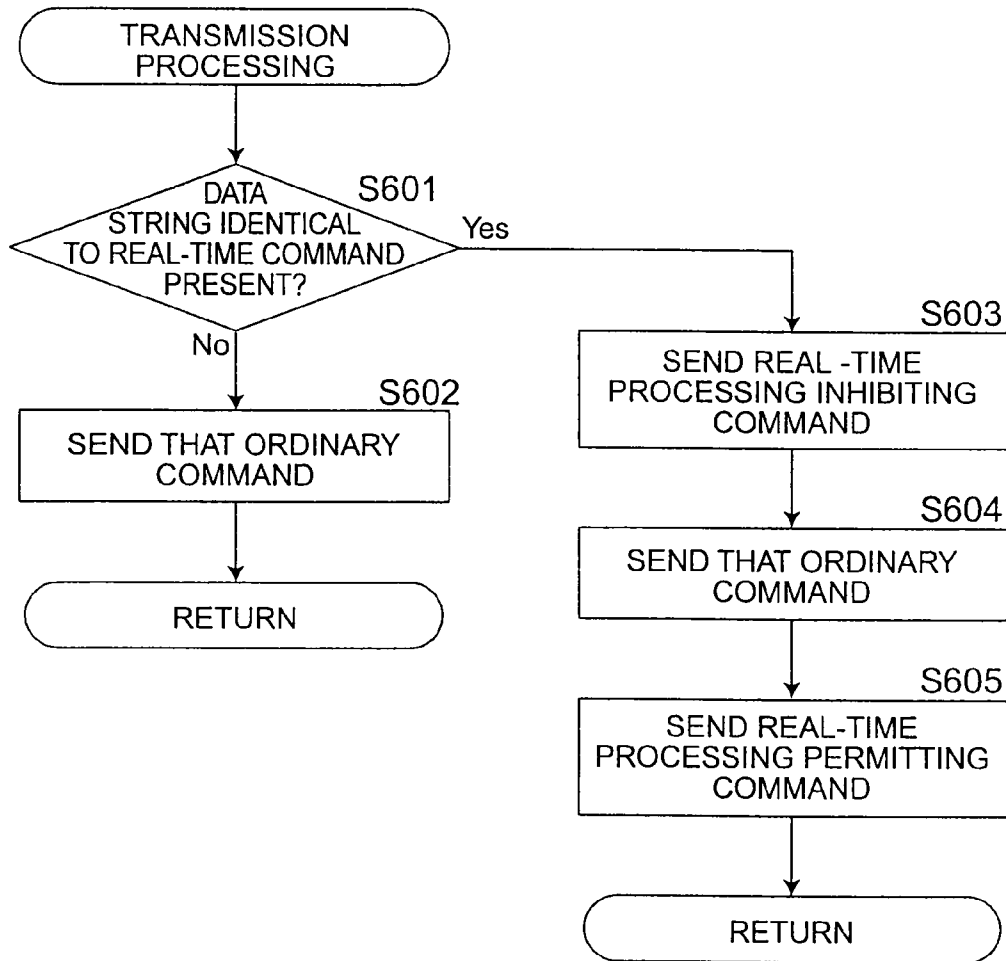 TRANSMISSION
PROCESSING
S601
DATA
STRING IDENTICAL
TO REAL-TIME COMMAND
PRESENT?
Yes
No
S602
SEND THAT ORDINARY
COMMAND
RETURN
S603
SEND REAL -TIME
PROCESSING INHIBITING
COMMAND
S604
SEND THAT ORDINARY
COMMAND
S605
SEND REAL-TIME
PROCESSING PERMITTING
COMMAND
RETURN